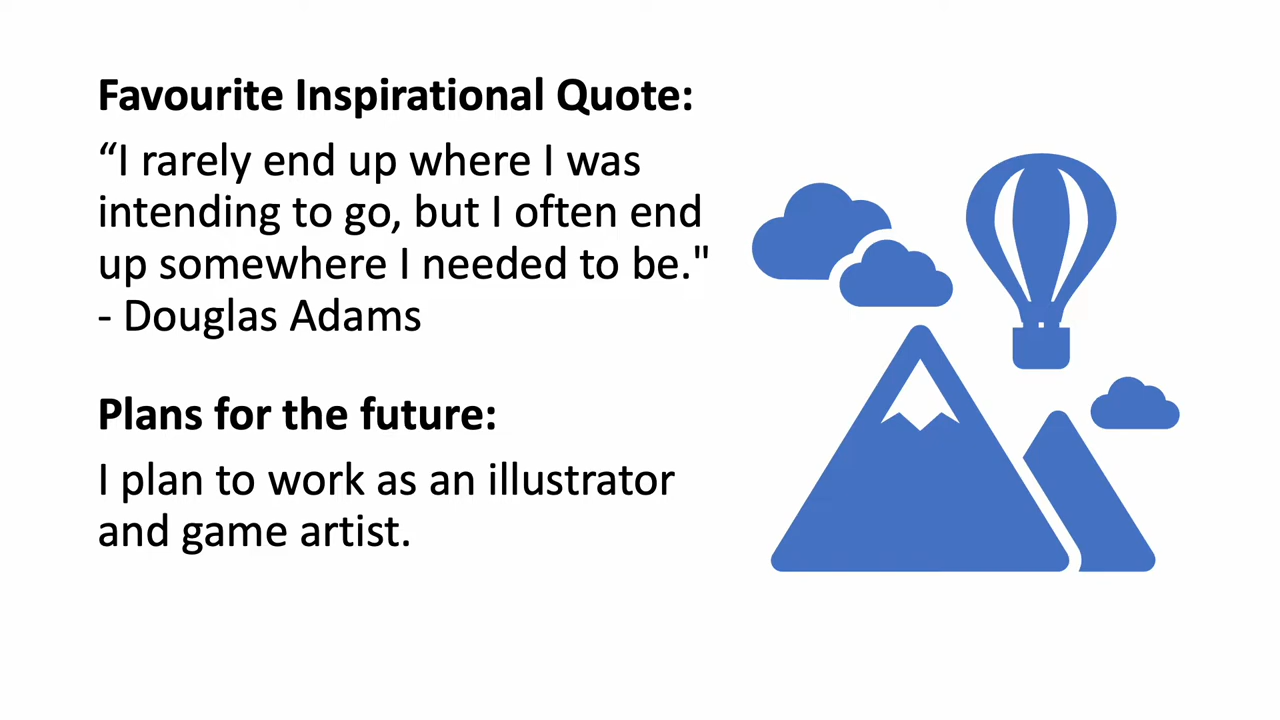 Favourite Inspirational Quote:
“I rarely end up where I was
intending to go, but I often end
up somewhere I needed to be."
- Douglas Adams
Plans for the future:
I plan to work as an illustrator
and game artist.